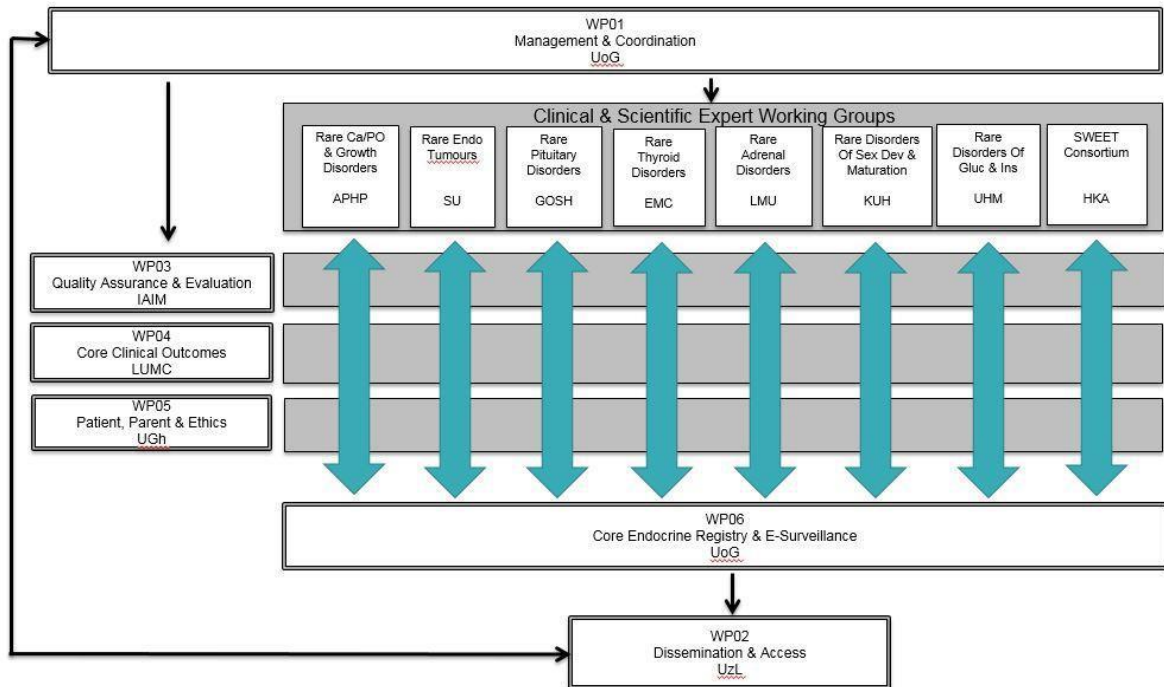 WP01
Management & Coordination
UoG
Clinical & Scientific Expert Working Groups
Rare Ca/PO
& Growth
Disorders
APHP
Rare Endo
Tumours
SU
Rare
Pituitary
Disorders
GOSH
Rare
Thyroid
Disorders
EMC
Rare
Adrenal
Disorders
LMU
Rare Disorders
Of Sex Dev &
Maturation
KUH
Rare
Disorders Of
Gluc & Ins
UHM
SWEET
Consortium
HKA
WP03
Quality Assurance & Evaluation
IAIM
WP04
Core Clinical Outcomes
LUMC
WP05
Patient, Parent & Ethics
UGh
WP06
Core Endocrine Registry & E-Surveillance
UoG
WP02
Dissemination & Access
UzL